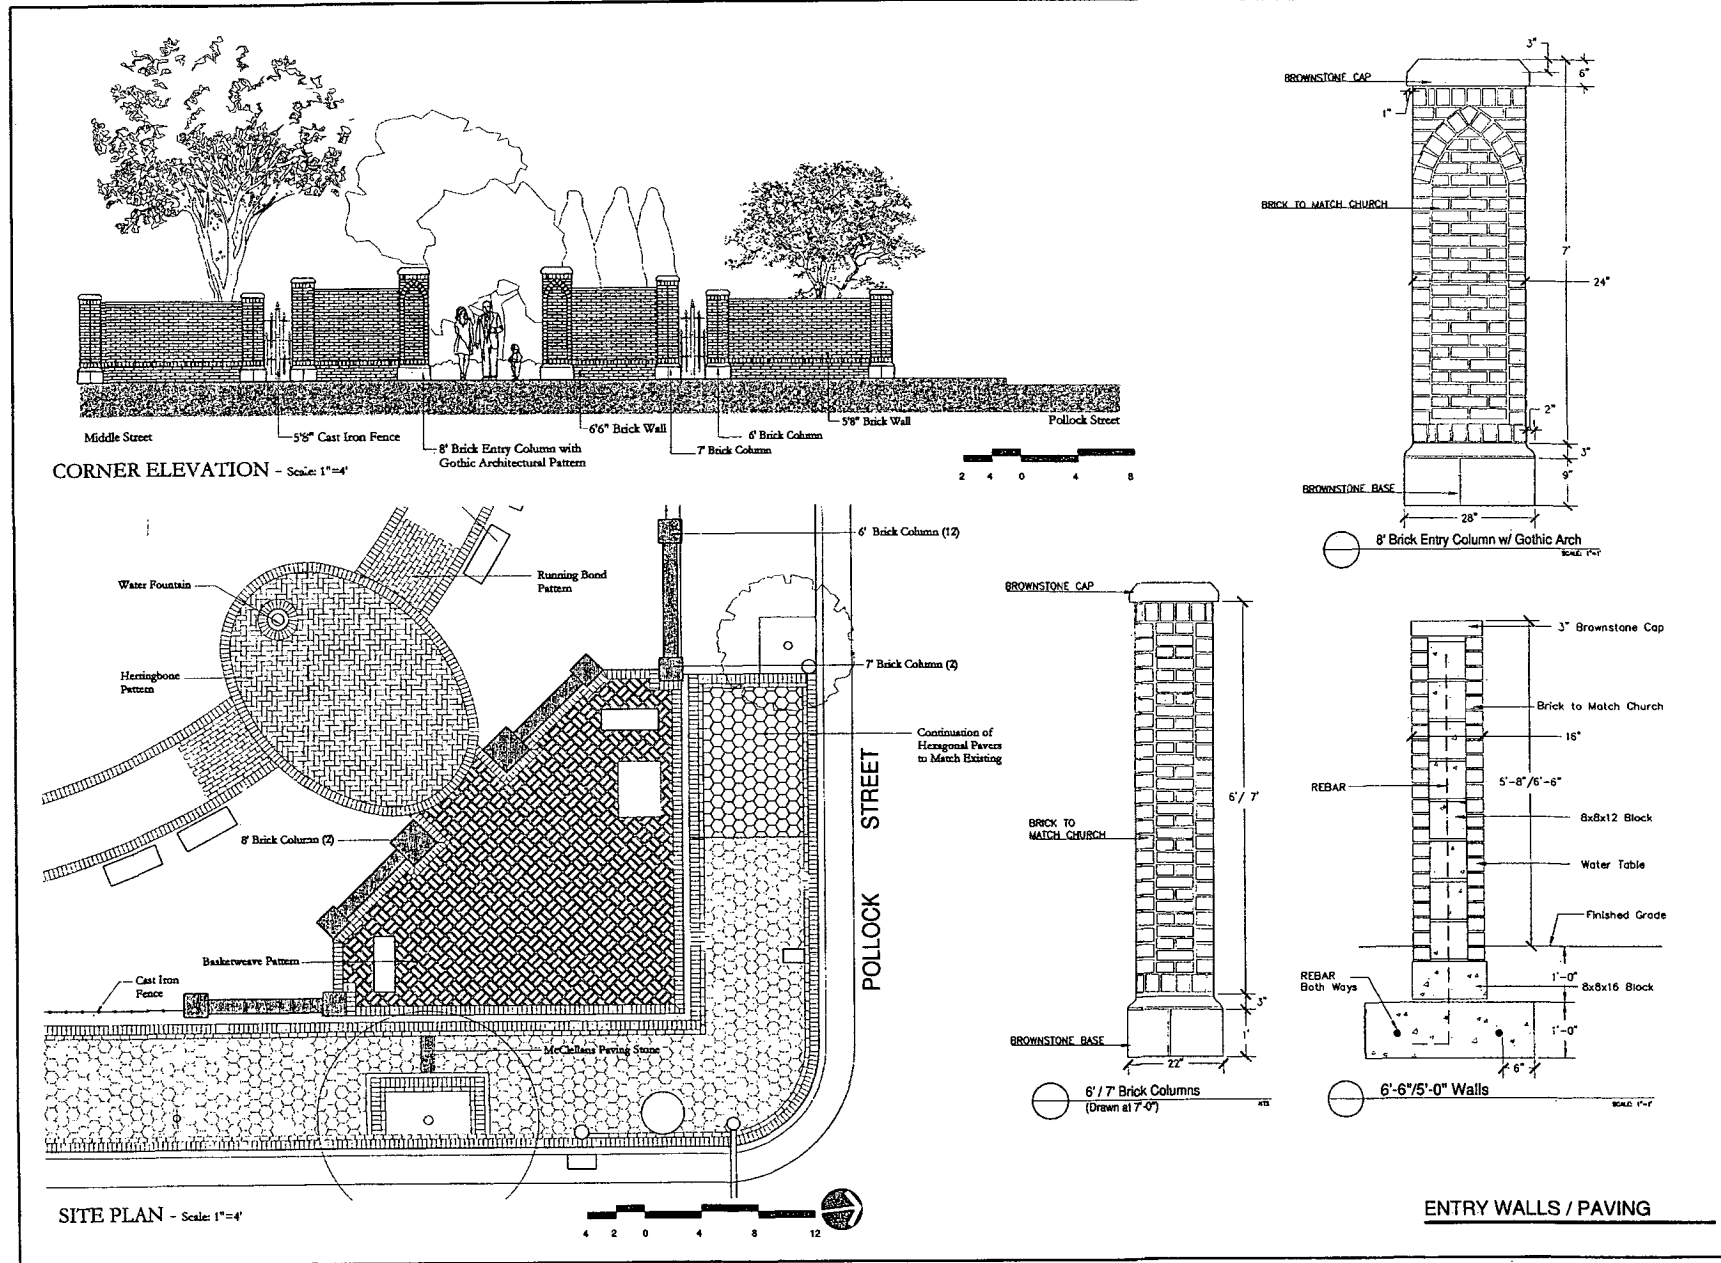 Middle Street
5'8" Cast Iron Fence
8' Brick Entry Column with
Gothic Architectural Pattern
6'6" Brick Wall
7' Brick Column
6' Brick Column
5'8" Brick Wall
Pollock Street
CORNER ELEVATION - Scale: 1"=4'
2 4 0 4 8
Water Fountain
Herringbone
Pattern
Running Bond
Pattern
6' Brick Column (12)
7' Brick Column (2)
Continuation of
Hexagonal Pavers
to Match Existing
8' Brick Column (2)
Basketweave Pattern
Cast Iron
Fence
McClellans Paving Stone
POLLOCK STREET
SITE PLAN - Scale: 1"=4'
4 2 0 4 8 12
BROWNSTONE CAP
3"
6"
1"
BRICK TO MATCH CHURCH
7'
24"
2"
3"
9"
BROWNSTONE BASE
28"
8' Brick Entry Column w/ Gothic Arch
SCALE: 1"=1'
BROWNSTONE CAP
6'/ 7'
BRICK TO
MATCH CHURCH
3"
1'
BROWNSTONE BASE
22"
6' / 7' Brick Columns
(Drawn at 7'-0")
NTS
3" Brownstone Cap
Brick to Match Church
16"
5'-8"/6'-6"
REBAR
8x8x12 Block
Water Table
Finished Grade
REBAR
Both Ways
1'-0"
8x8x16 Block
1'-0"
6"
6'-6"/5'-0" Walls
SCALE: 1"=1'
ENTRY WALLS / PAVING